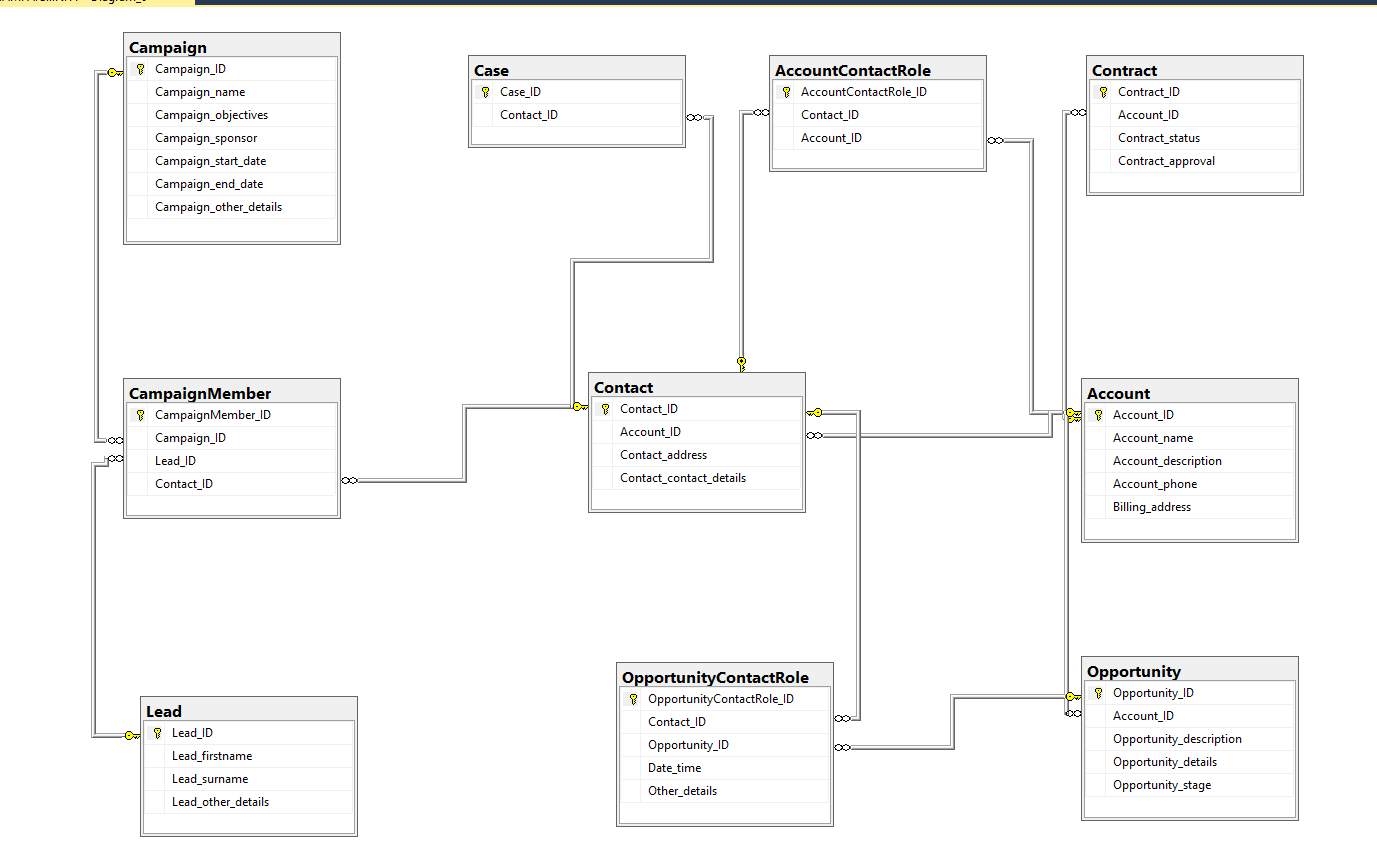 Campaign
Campaign_ID
Campaign_name
Campaign_objectives
Campaign_sponsor
Campaign_start_date
Campaign_end_date
Campaign_other_details
Case
Case_ID
Contact_ID
AccountContactRole
AccountContactRole_ID
Contact_ID
Account_ID
Contract
Contract_ID
Account_ID
Contract_status
Contract_approval
CampaignMember
CampaignMember_ID
Campaign_ID
Lead_ID
Contact_ID
Contact
Contact_ID
Account_ID
Contact_address
Contact_contact_details
Account
Account_ID
Account_name
Account_description
Account_phone
Billing_address
Lead
Lead_ID
Lead_firstname
Lead_surname
Lead_other_details
OpportunityContactRole
OpportunityContactRole_ID
Contact_ID
Opportunity_ID
Date_time
Other_details
Opportunity
Opportunity_ID
Account_ID
Opportunity_description
Opportunity_details
Opportunity_stage